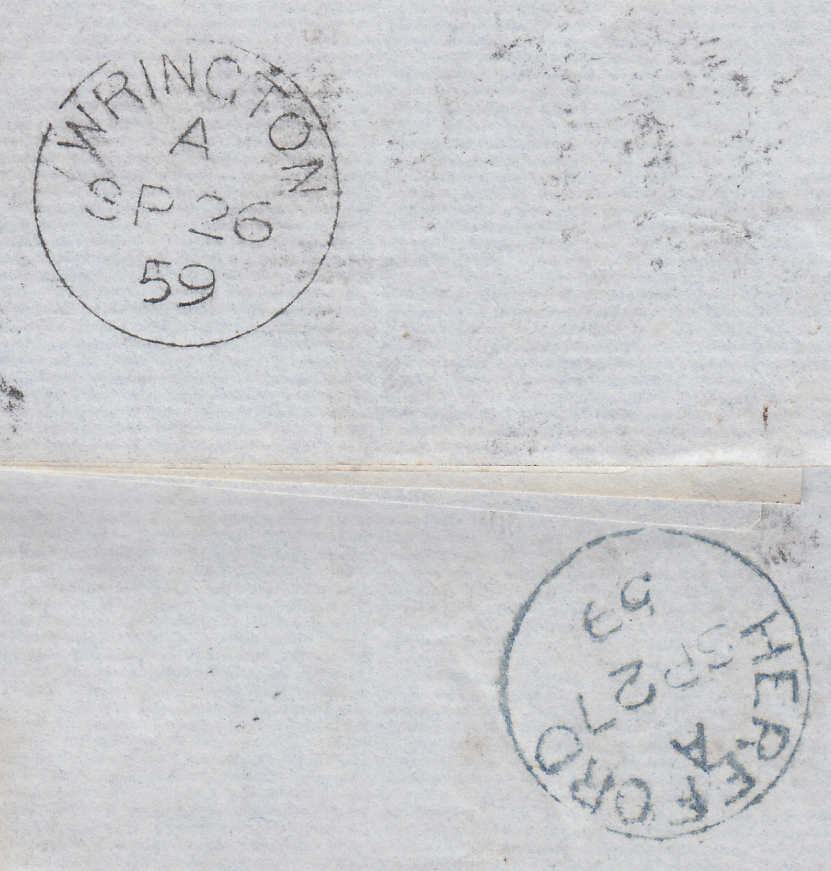 WRINGTON
A
SP 26
59
HEREFORD
A
SP 27
59